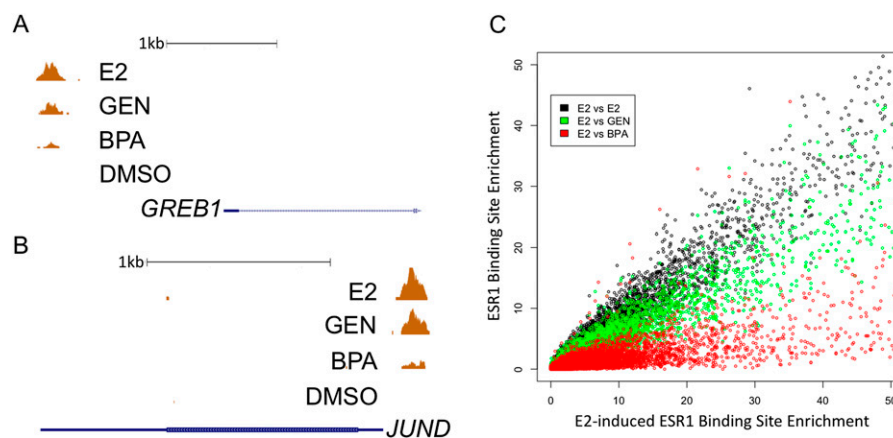 A
1kb
E2
GEN
BPA
DMSO
GREB1
B
1kb
E2
GEN
BPA
DMSO
JUND
C
ESR1 Binding Site Enrichment
50
40
30
20
10
0
E2 vs E2
E2 vs GEN
E2 vs BPA
0 10 20 30 40 50
E2-induced ESR1 Binding Site Enrichment